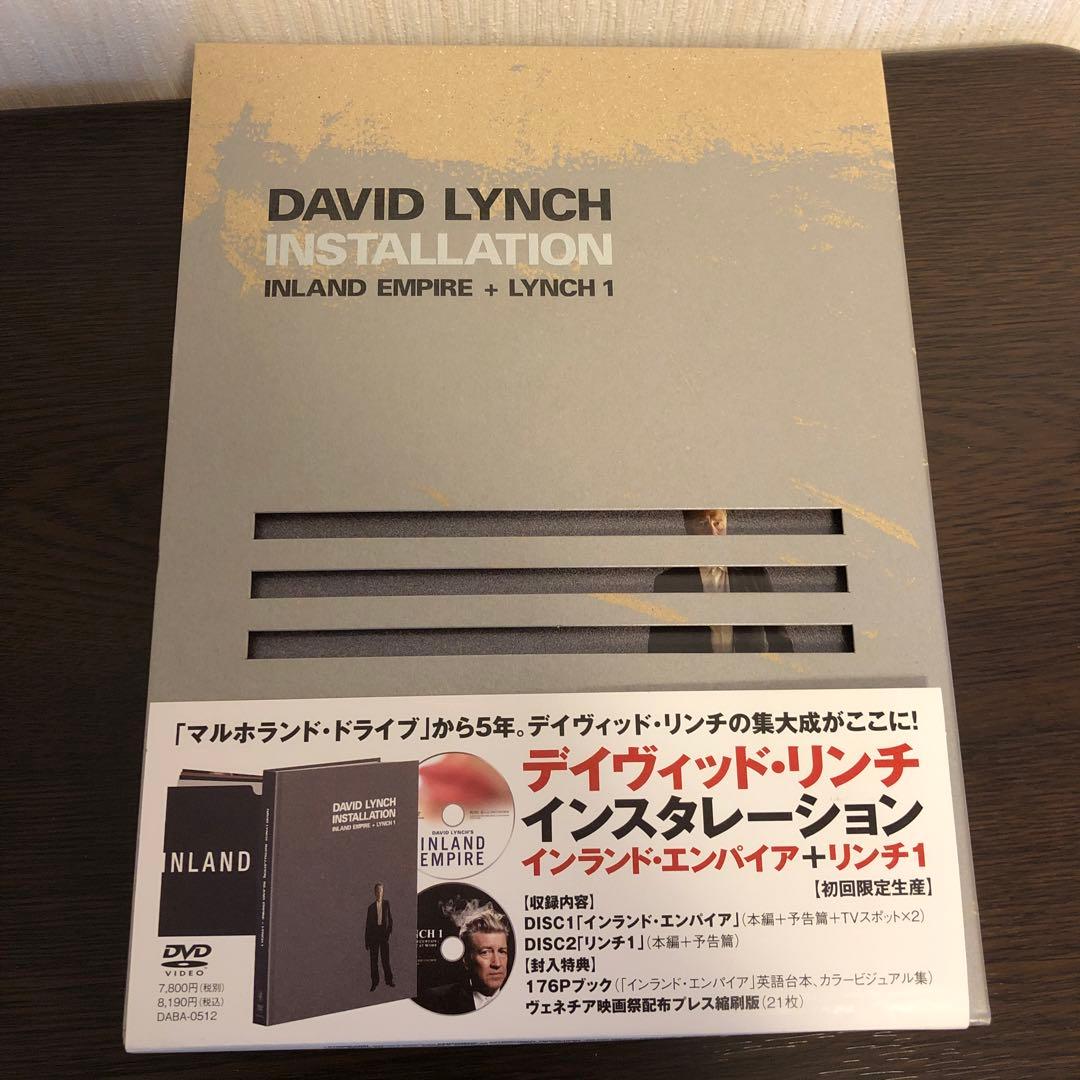 DAVID LYNCH
INSTALLATION
INLAND EMPIRE + LYNCH 1
「マルホランド・ドライブ」から5年。デイヴィッド・リンチの集大成がここに!
デイヴィッド・リンチ
インスタレーション
インランド・エンパイア+リンチ1
【初回限定生産】
【収録内容】
DISC1「インランド・エンパイア」(本編+予告篇+TVスポット×2)
DISC2「リンチ1」(本編+予告篇)
【封入特典】
176Pブック(「インランド・エンパイア」英語台本、カラービジュアル集)
ヴェネチア映画祭配布プレス縮刷版(21枚)
INLAND
DAVID LYNCH
INSTALLATION
INLAND EMPIRE + LYNCH 1
DAVID LYNCH'S
INLAND
EMPIRE
NCH 1
DVD
VIDEO
7,800円(税別)
8,190円(税込)
DABA-0512